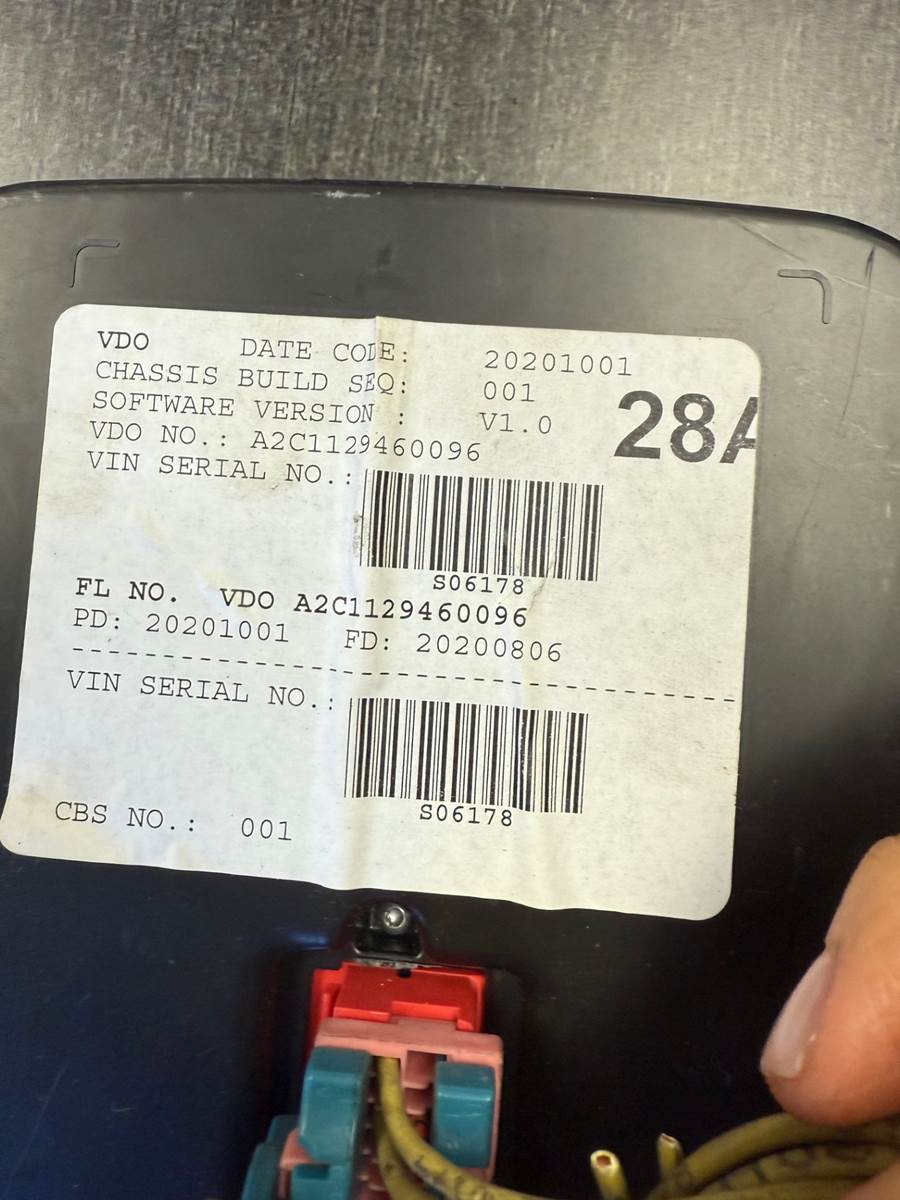 VDO DATE CODE: 20201001
CHASSIS BUILD SEQ: 001
SOFTWARE VERSION : V1.0
28A
VDO NO.: A2C1129460096
VIN SERIAL NO.:
S06178
FL NO. VDO A2C1129460096
PD: 20201001 FD: 20200806
VIN SERIAL NO.:
S06178
CBS NO.: 001